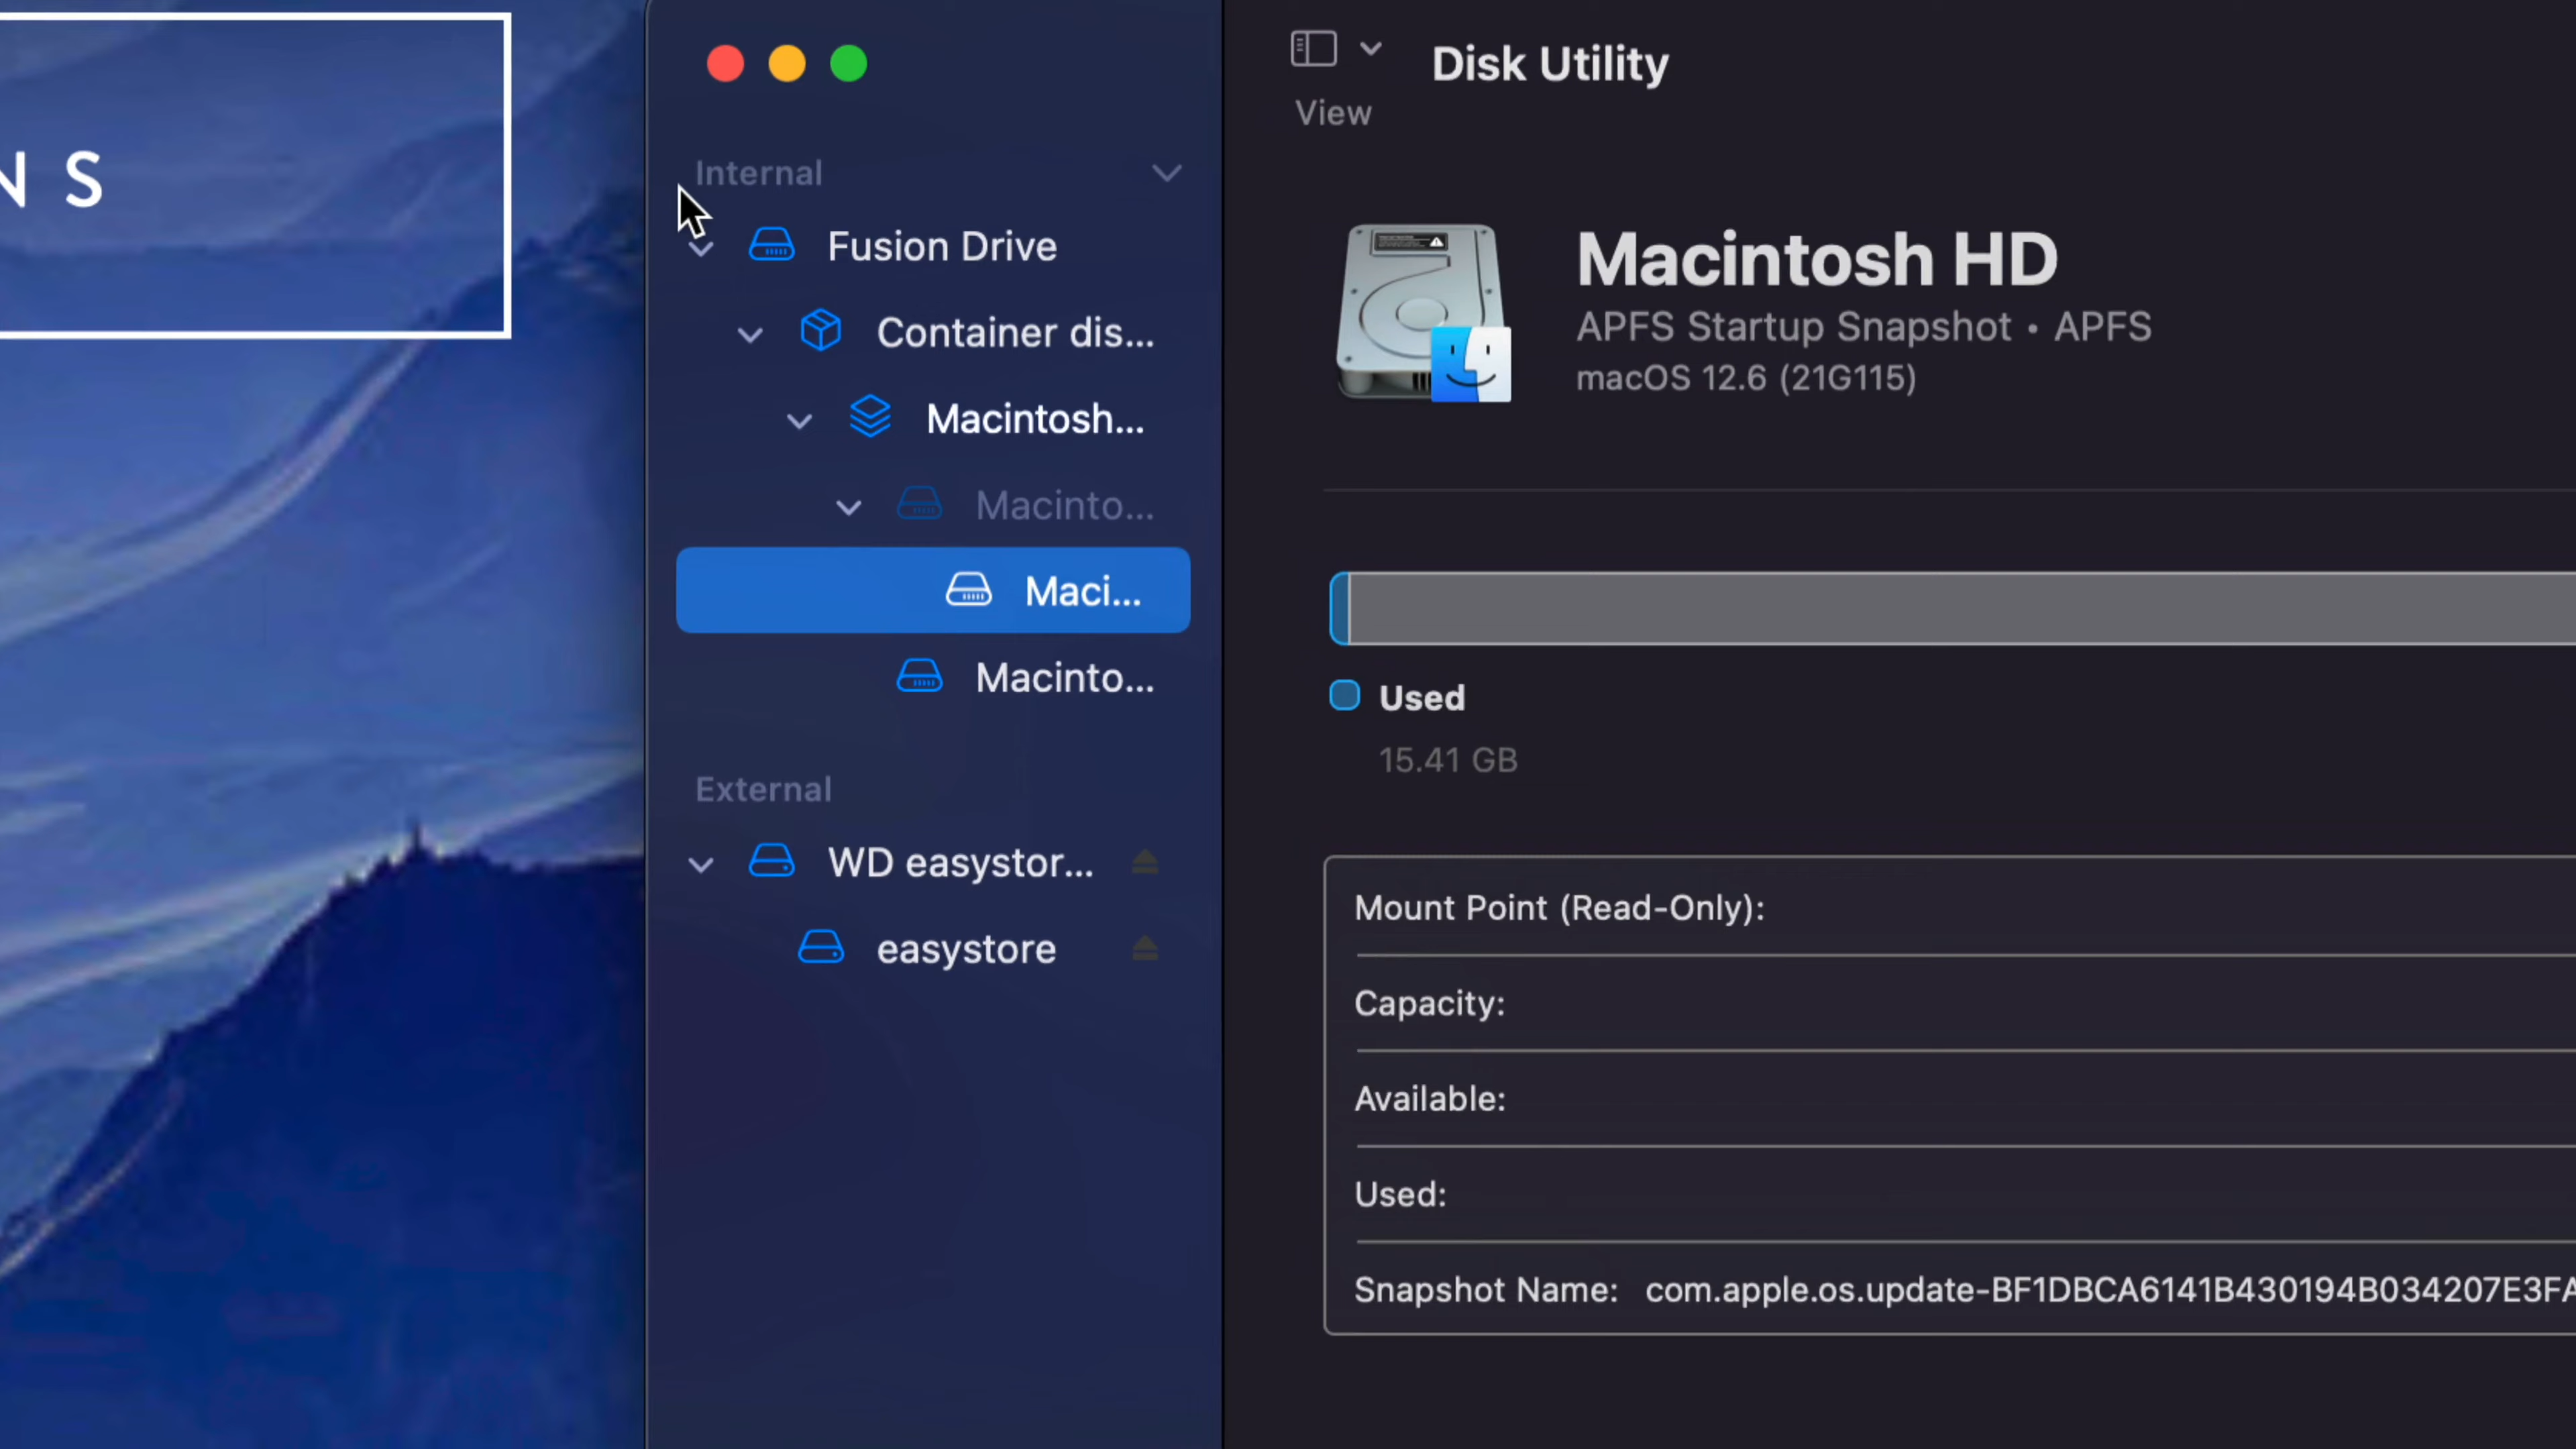 NS
Internal
Fusion Drive
Container dis...
Macintosh...
Macinto...
Maci...
Macinto...
External
WD easystor...
easystore
View
Disk Utility
Macintosh HD
APFS Startup Snapshot • APFS
macOS 12.6 (21G115)
Used
15.41 GB
Mount Point (Read-Only):
Capacity:
Available:
Used:
Snapshot Name: com.apple.os.update-BF1DBCA6141B430194B034207E3FA